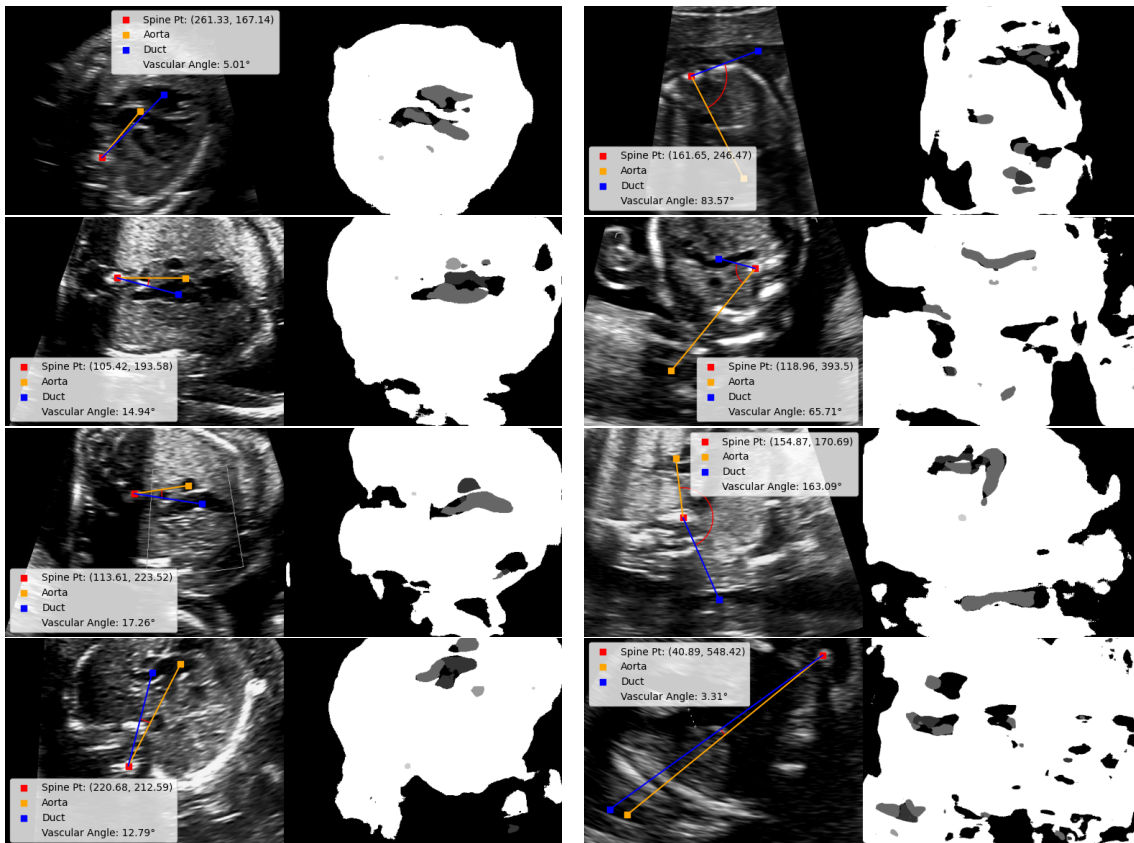 Spine Pt: (261.33, 167.14)
Aorta
Duct
Vascular Angle: 5.01°
Spine Pt: (161.65, 246.47)
Aorta
Duct
Vascular Angle: 83.57°
Spine Pt: (105.42, 193.58)
Aorta
Duct
Vascular Angle: 14.94°
Spine Pt: (118.96, 393.5)
Aorta
Duct
Vascular Angle: 65.71°
Spine Pt: (113.61, 223.52)
Aorta
Duct
Vascular Angle: 17.26°
Spine Pt: (154.87, 170.69)
Aorta
Duct
Vascular Angle: 163.09°
Spine Pt: (220.68, 212.59)
Aorta
Duct
Vascular Angle: 12.79°
Spine Pt: (40.89, 548.42)
Aorta
Duct
Vascular Angle: 3.31°